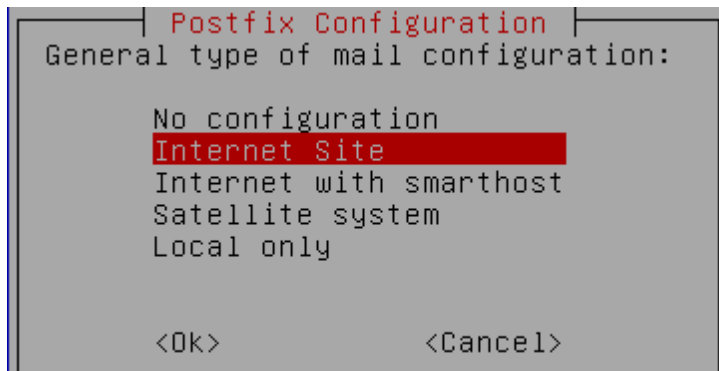 Postfix Configuration
General type of mail configuration:
No configuration
Internet Site
Internet with smarthost
Satellite system
Local only
<Ok> <Cancel>